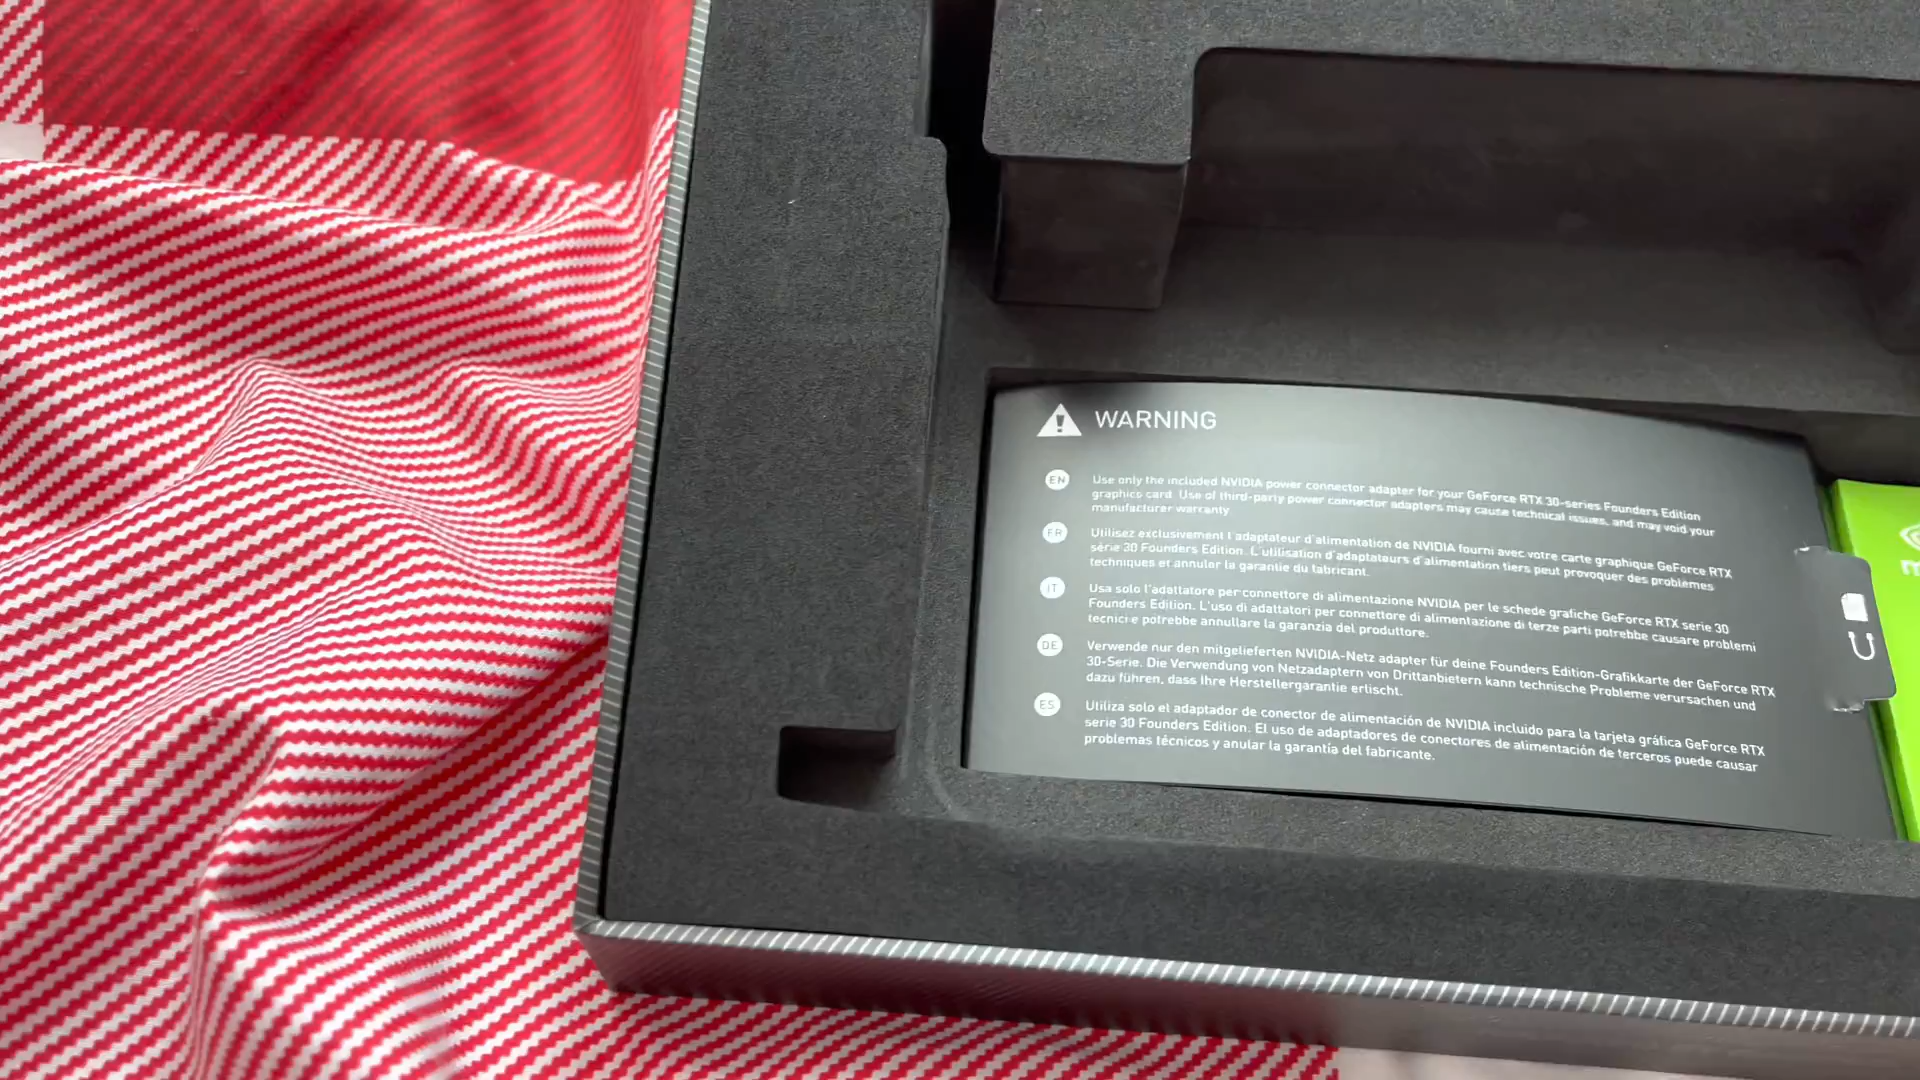 WARNING
EN
Use only the included NVIDIA power connector adapter for your GeForce RTX 30-series Founders Edition
graphics card. Use of third-party power connector adapters may cause technical issues, and may void your
manufacturer warranty
FR
Utilisez exclusivement l'adaptateur d'alimentation de NVIDIA fourni avec votre carte graphique GeForce RTX
série 30 Founders Edition. L'utilisation d'adaptateurs d'alimentation tiers peut provoquer des problèmes
techniques et annuler la garantie du fabricant.
IT
Usa solo l'adattatore per connettore di alimentazione NVIDIA per le schede grafiche GeForce RTX serie 30
Founders Edition. L'uso di adattatori per connettore di alimentazione di terze parti potrebbe causare problemi
tecnici e potrebbe annullare la garanzia del produttore.
DE
Verwende nur den mitgelieferten NVIDIA-Netz adapter für deine Founders Edition-Grafikkarte der GeForce RTX
30-Serie. Die Verwendung von Netzadaptern von Drittanbietern kann technische Probleme verursachen und
dazu führen, dass Ihre Herstellergarantie erlischt.
ES
Utiliza solo el adaptador de conector de alimentación de NVIDIA incluido para la tarjeta gráfica GeForce RTX
serie 30 Founders Edition. El uso de adaptadores de conectores de alimentación de terceros puede causar
problemas técnicos y anular la garantía del fabricante.